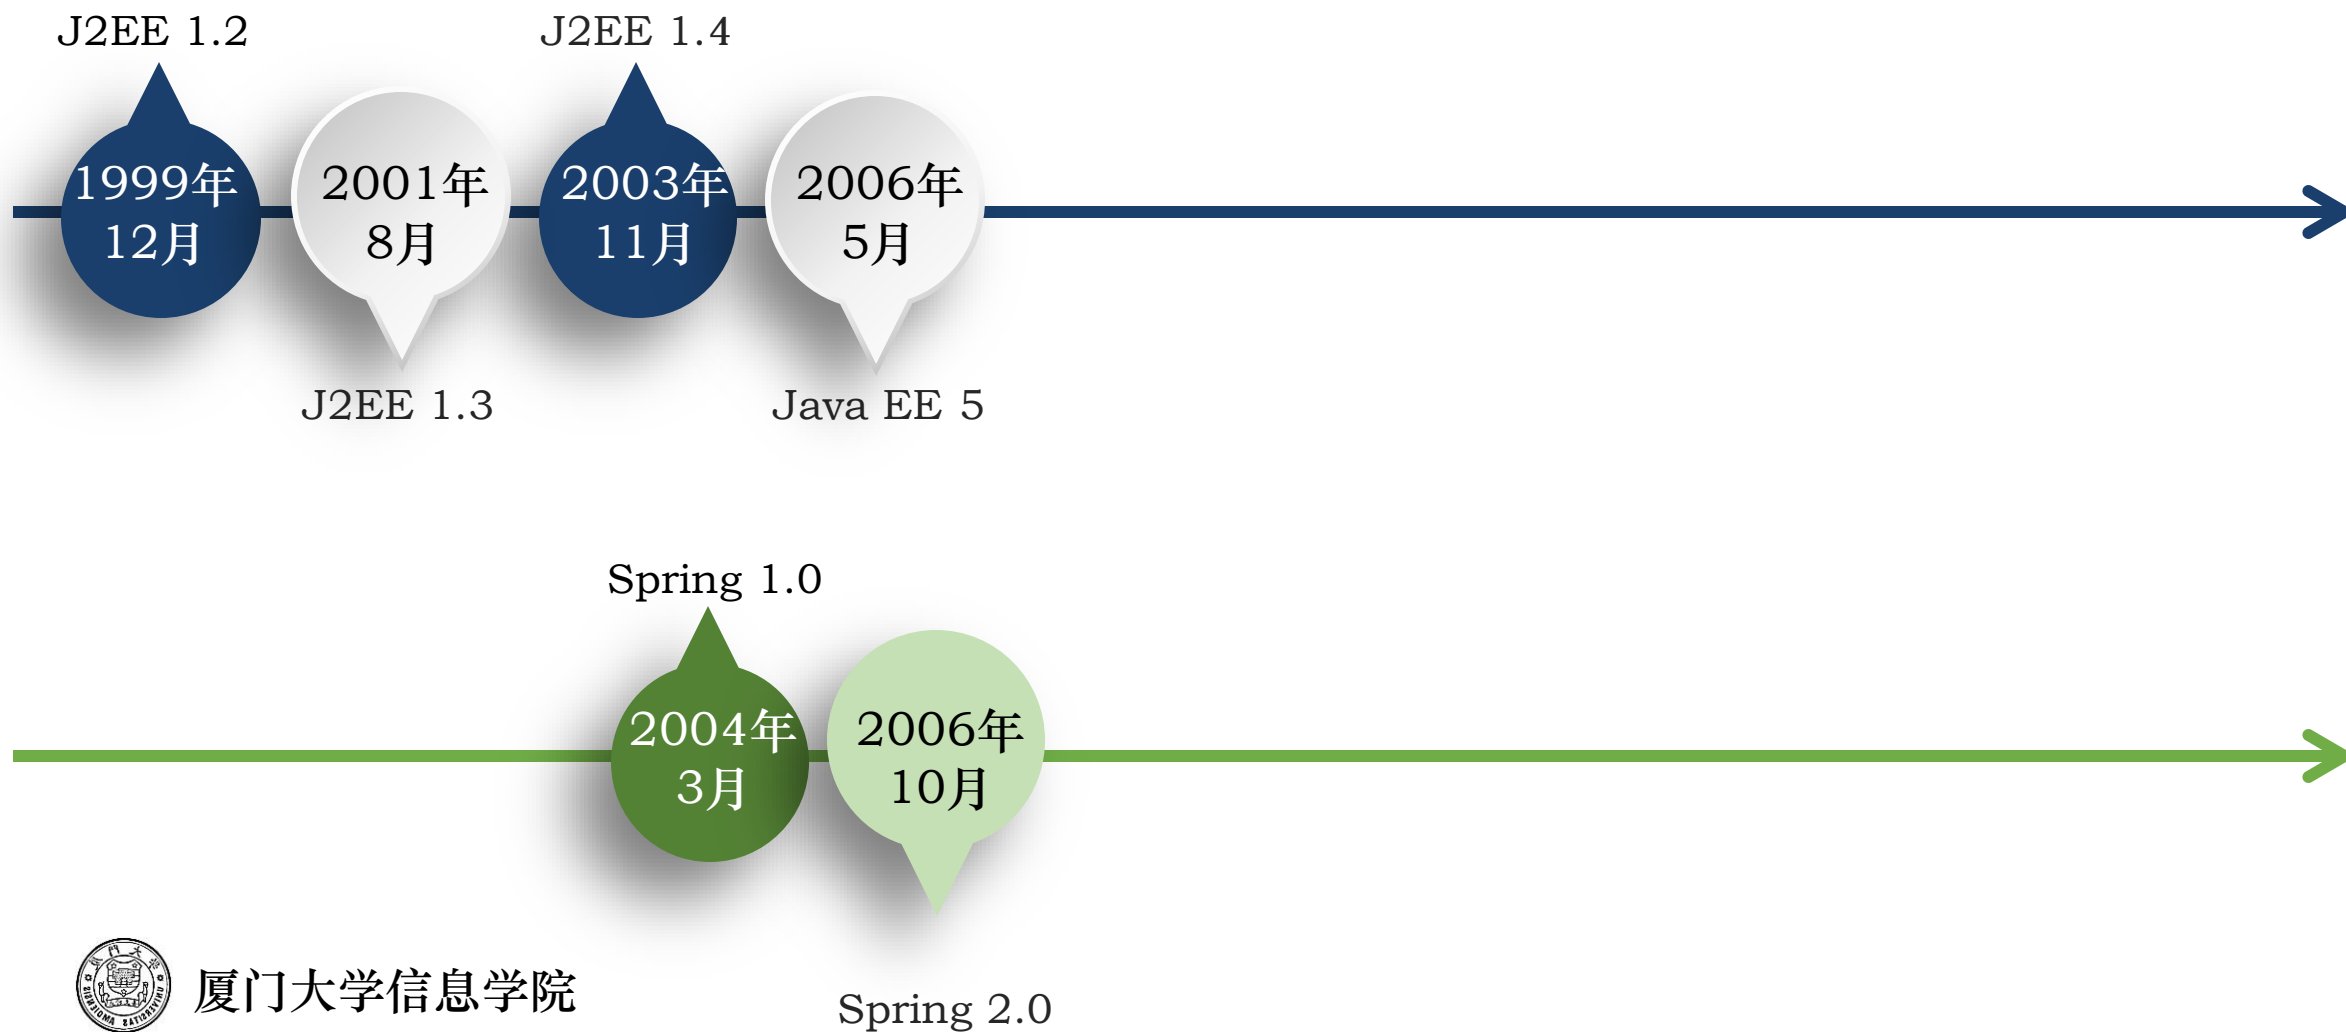 J2EE 1.2
J2EE 1.4
1999年
12月
2001年
8月
2003年
11月
2006年
5月
J2EE 1.3
Java EE 5
Spring 1.0
2004年
3月
2006年
10月
厦门大学信息学院
Spring 2.0